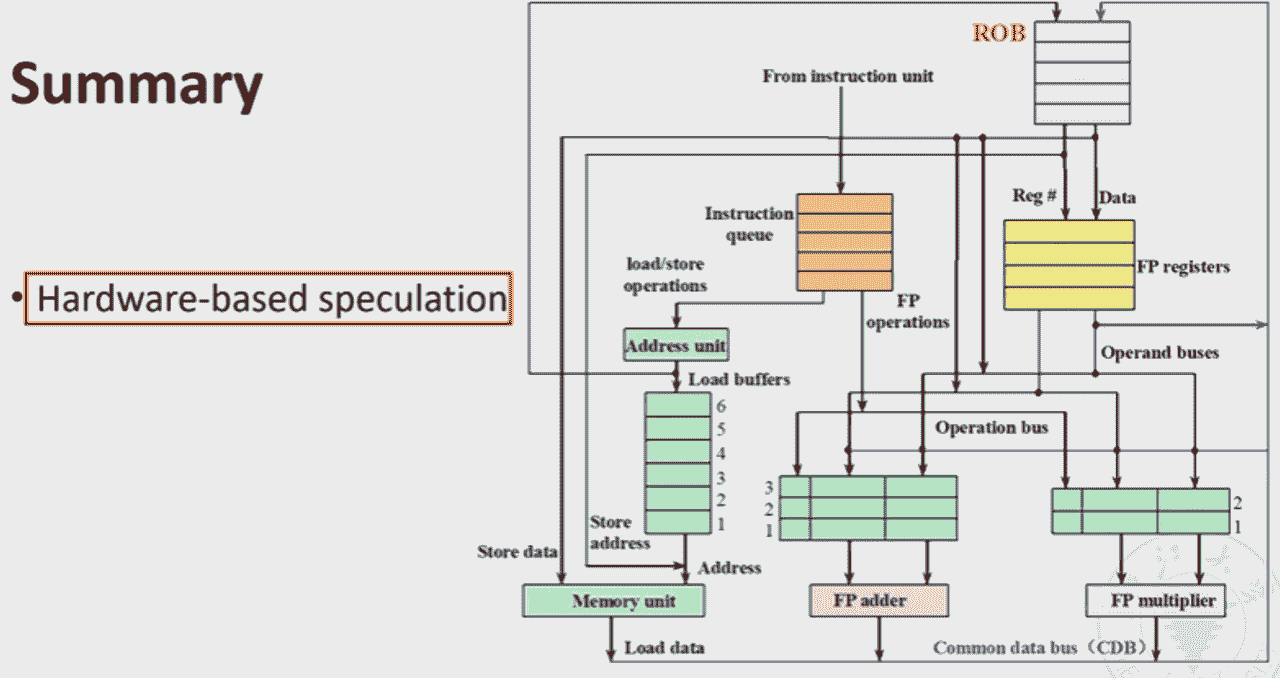 Summary
• Hardware-based speculation
ROB
From instruction unit
Reg #
Data
Instruction
queue
FP registers
load/store
operations
FP
operations
Address unit
Operand buses
Load buffers
6
5
4
3
2
1
Operation bus
3
2
1
2
1
Store
address
Store data
Address
Memory unit
FP adder
FP multiplier
Load data
Common data bus（CDB）